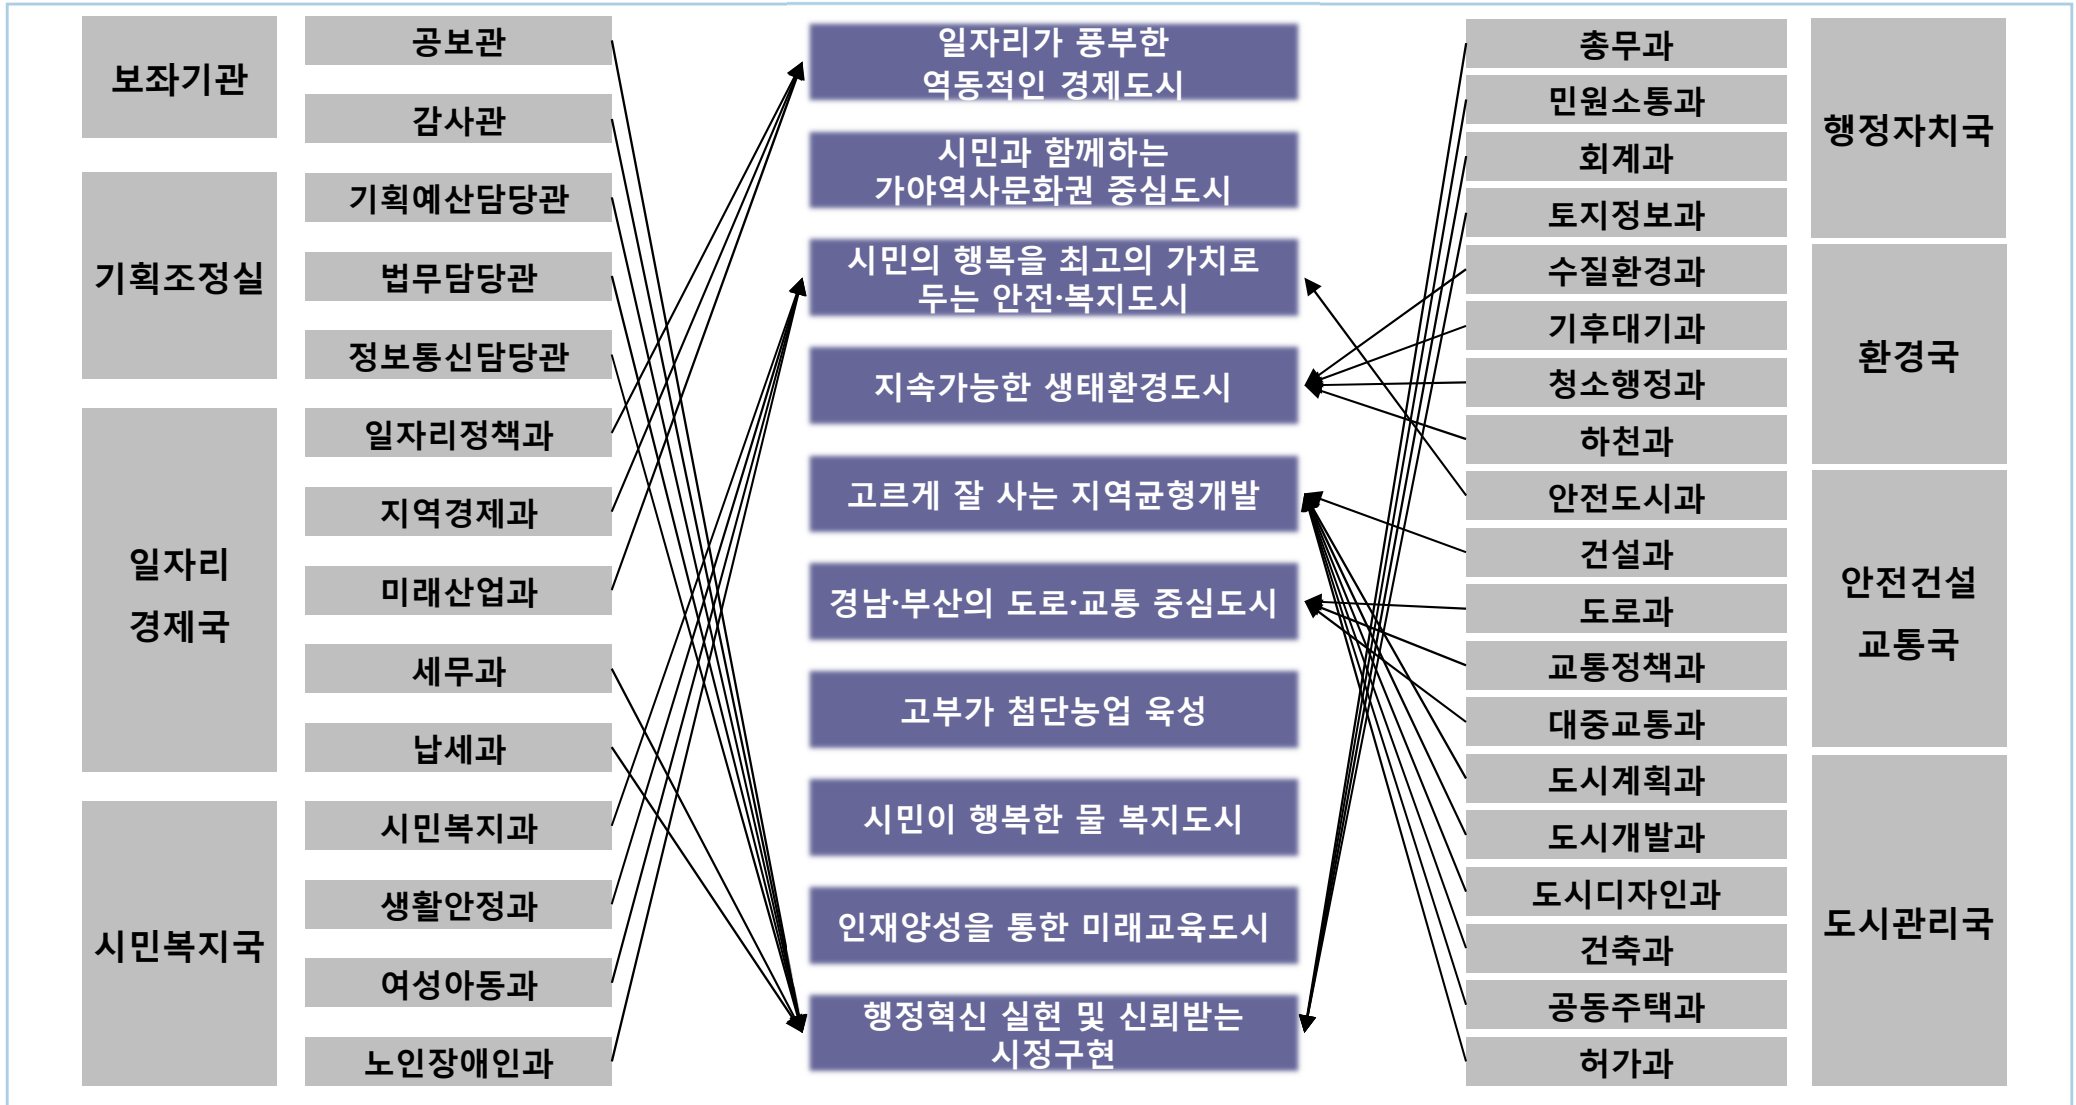 보좌기관
공보관
감사관
기획조정실
기획예산담당관
법무담당관
정보통신담당관
일자리
경제국
일자리정책과
지역경제과
미래산업과
세무과
납세과
시민복지국
시민복지과
생활안정과
여성아동과
노인장애인과
일자리가 풍부한
역동적인 경제도시
시민과 함께하는
가야역사문화권 중심도시
시민의 행복을 최고의 가치로
두는 안전·복지도시
지속가능한 생태환경도시
고르게 잘 사는 지역균형개발
경남·부산의 도로·교통 중심도시
고부가 첨단농업 육성
시민이 행복한 물 복지도시
인재양성을 통한 미래교육도시
행정혁신 실현 및 신뢰받는
시정구현
총무과
민원소통과
회계과
토지정보과
행정자치국
수질환경과
기후대기과
청소행정과
하천과
환경국
안전도시과
건설과
도로과
교통정책과
대중교통과
안전건설
교통국
도시계획과
도시개발과
도시디자인과
건축과
공동주택과
허가과
도시관리국